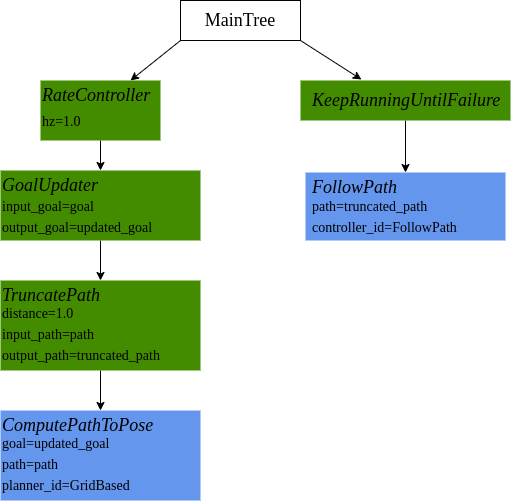 MainTree
RateController
hz=1.0
KeepRunningUntilFailure
GoalUpdater
input_goal=goal
output_goal=updated_goal
FollowPath
path=truncated_path
controller_id=FollowPath
TruncatePath
distance=1.0
input_path=path
output_path=truncated_path
ComputePathToPose
goal=updated_goal
path=path
planner_id=GridBased